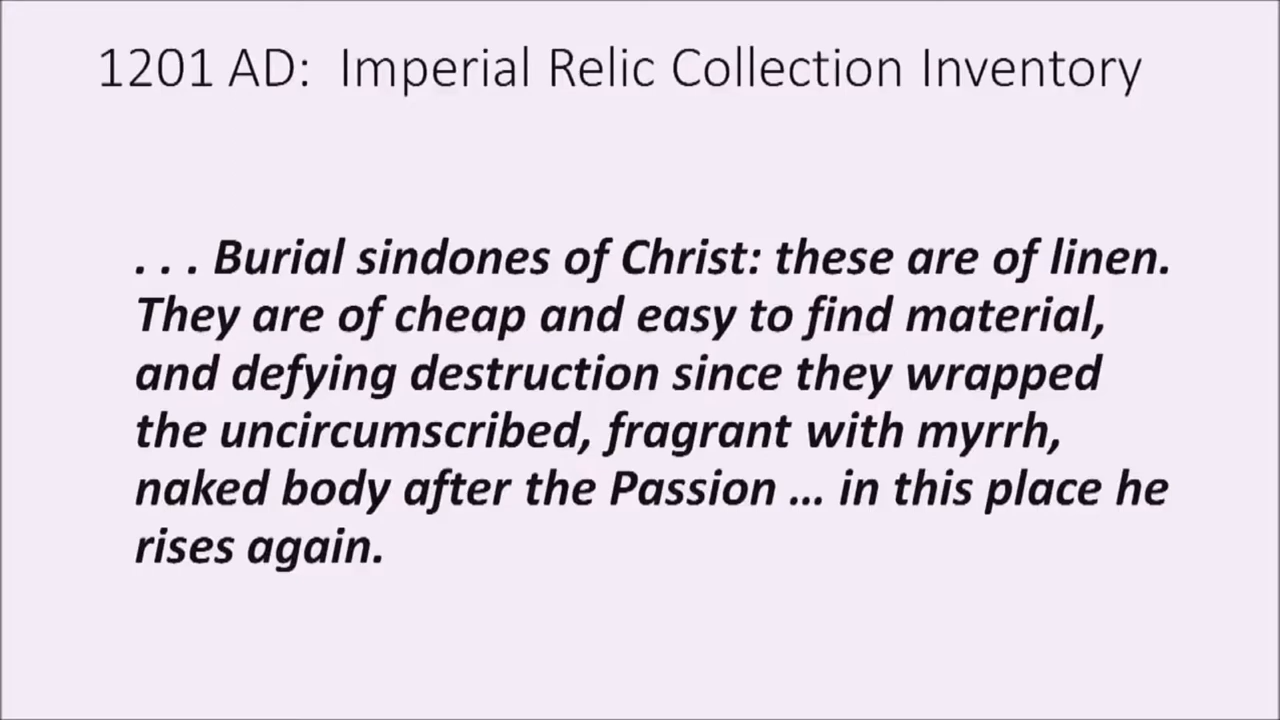 1201 AD: Imperial Relic Collection Inventory
. . . Burial sindones of Christ: these are of linen.
They are of cheap and easy to find material,
and defying destruction since they wrapped
the uncircumscribed, fragrant with myrrh,
naked body after the Passion ... in this place he
rises again.